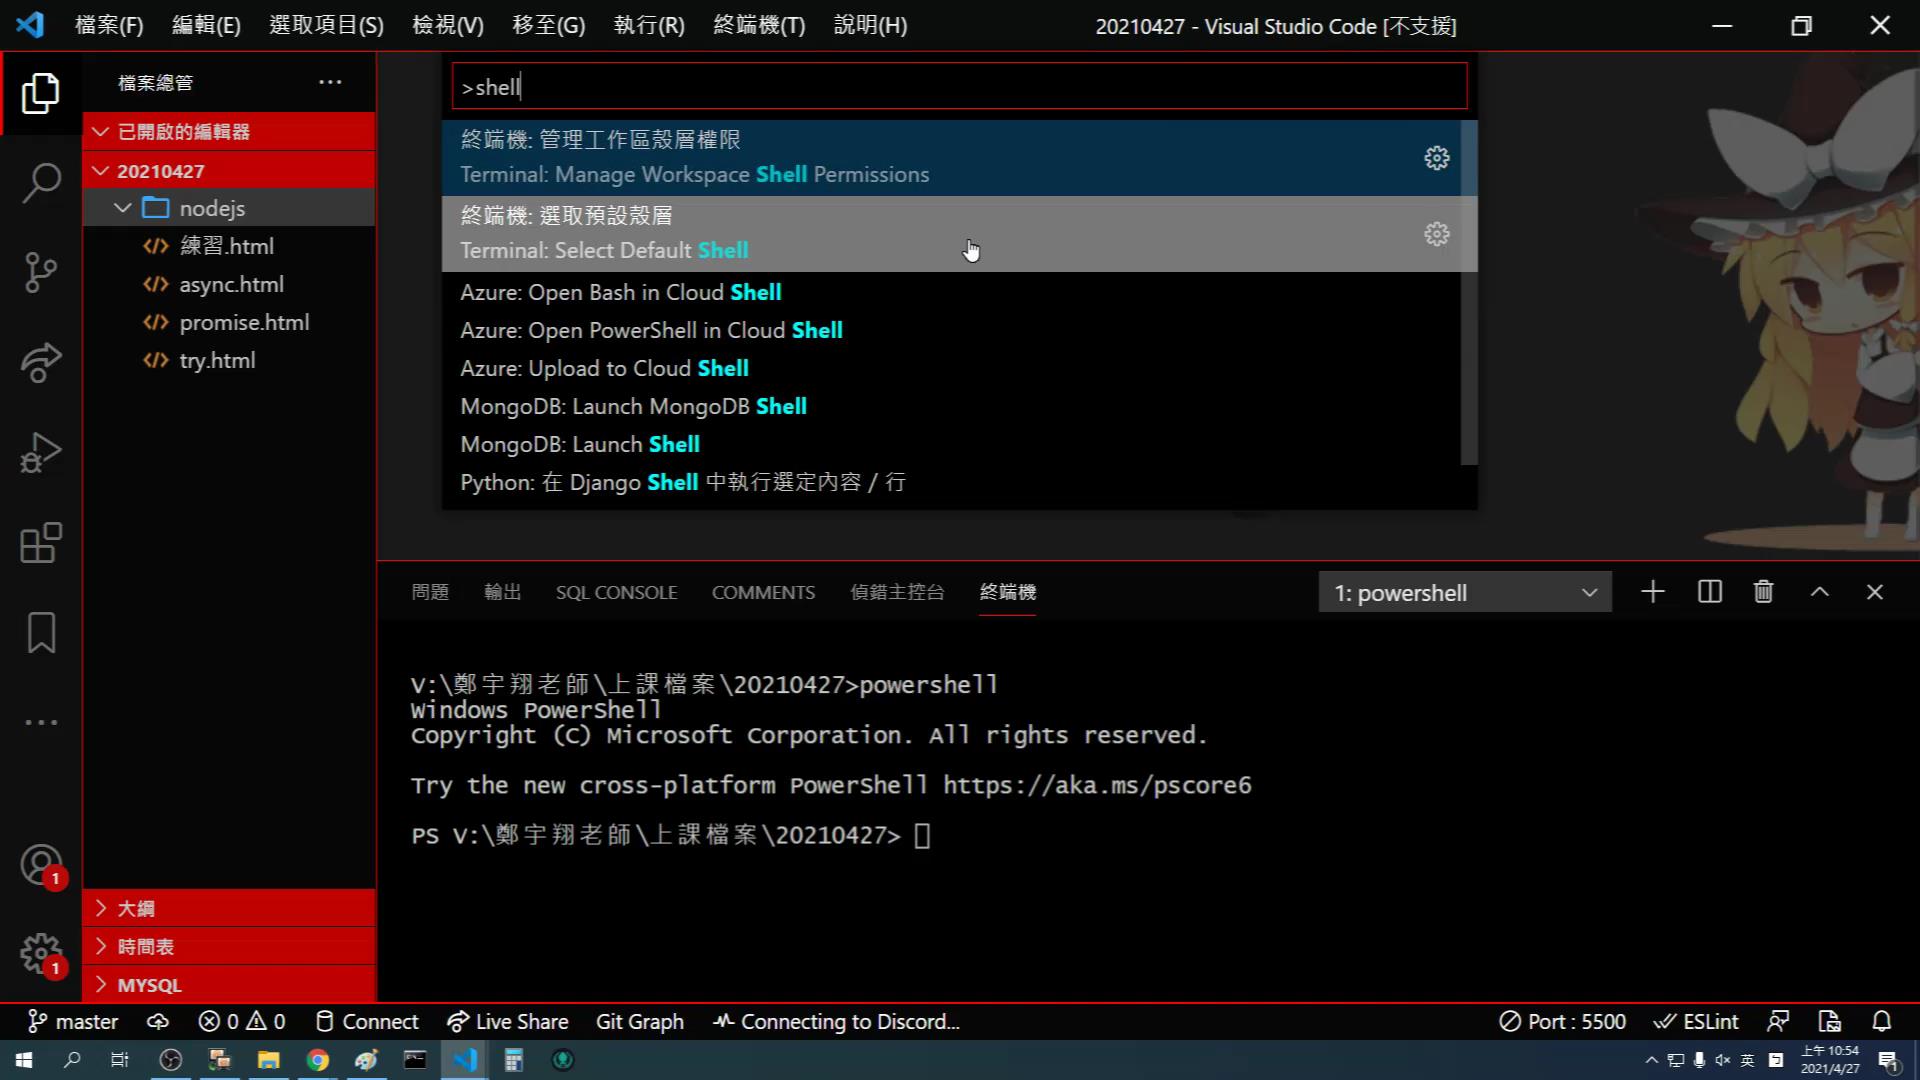 檔案(F) 編輯(E) 選取項目(S) 檢視(V) 移至(G) 執行(R) 終端機(T) 說明(H) 20210427 - Visual Studio Code [不支援]
檔案總管 ···
>shell
已開啟的編輯器
20210427
nodejs
練習.html
async.html
promise.html
try.html
終端機: 管理工作區殼層權限
Terminal: Manage Workspace Shell Permissions
終端機: 選取預設殼層
Terminal: Select Default Shell
Azure: Open Bash in Cloud Shell
Azure: Open PowerShell in Cloud Shell
Azure: Upload to Cloud Shell
MongoDB: Launch MongoDB Shell
MongoDB: Launch Shell
Python: 在 Django Shell 中執行選定內容 / 行
問題 輸出 SQL CONSOLE COMMENTS 偵錯主控台 終端機 1: powershell
V:\鄭宇翔老師\上課檔案\20210427>powershell
Windows PowerShell
Copyright (C) Microsoft Corporation. All rights reserved.
Try the new cross-platform PowerShell https://aka.ms/pscore6
PS V:\鄭宇翔老師\上課檔案\20210427>
1
1
大綱
時間表
MYSQL
master 0 0 Connect Live Share Git Graph Connecting to Discord... Port : 5500 ESLint
英 上午 10:54
2021/4/27 1